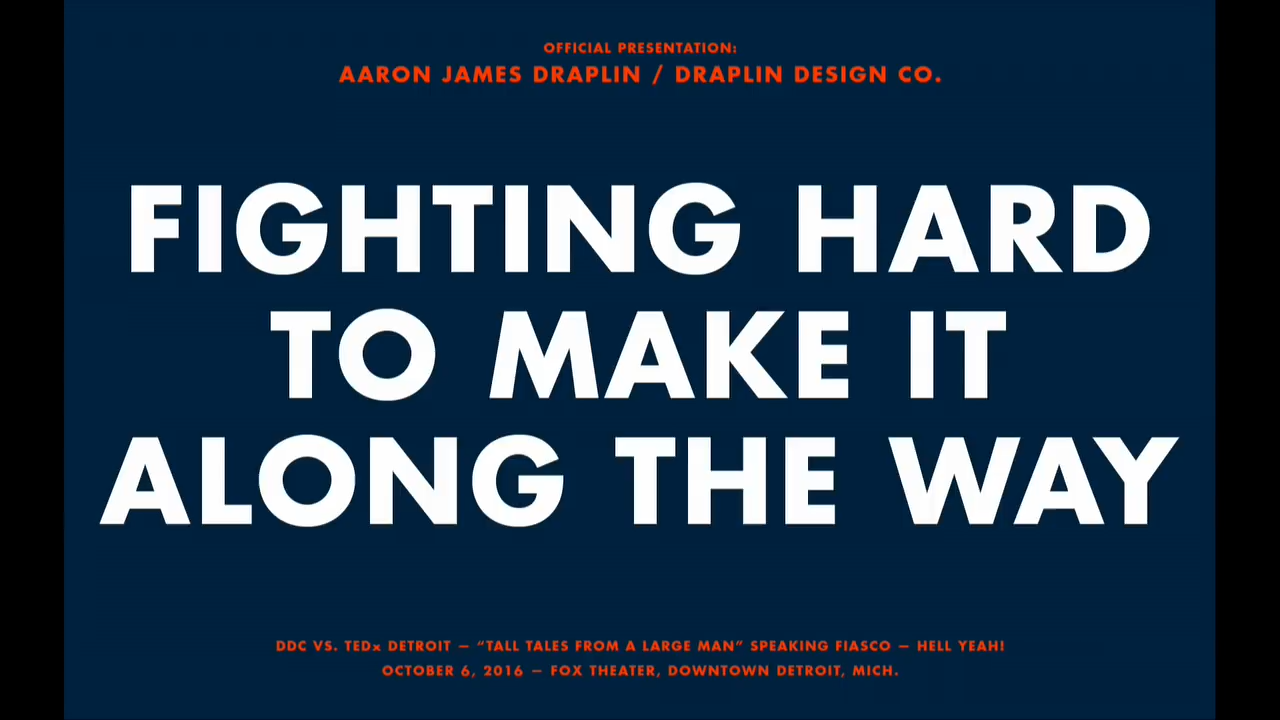 OFFICIAL PRESENTATION:
AARON JAMES DRAPLIN / DRAPLIN DESIGN CO.
FIGHTING HARD
TO MAKE IT
ALONG THE WAY
DDC VS. TEDx DETROIT — “TALL TALES FROM A LARGE MAN” SPEAKING FIASCO — HELL YEAH!
OCTOBER 6, 2016 — FOX THEATER, DOWNTOWN DETROIT, MICH.